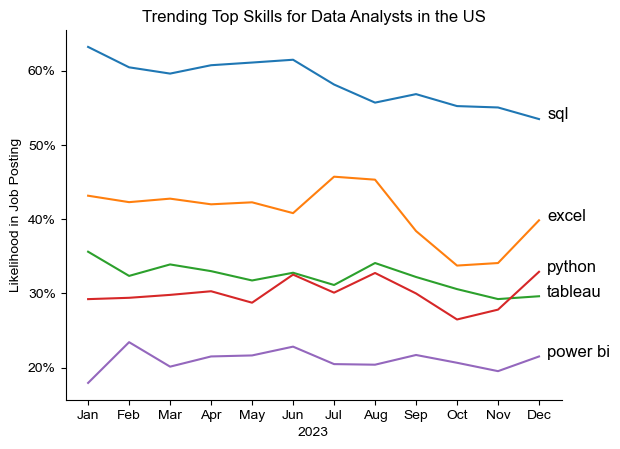 Trending Top Skills for Data Analysts in the US
Likelihood in Job Posting
60%
50%
40%
30%
20%
sql
excel
python
tableau
power bi
Jan Feb Mar Apr May Jun Jul Aug Sep Oct Nov Dec
2023